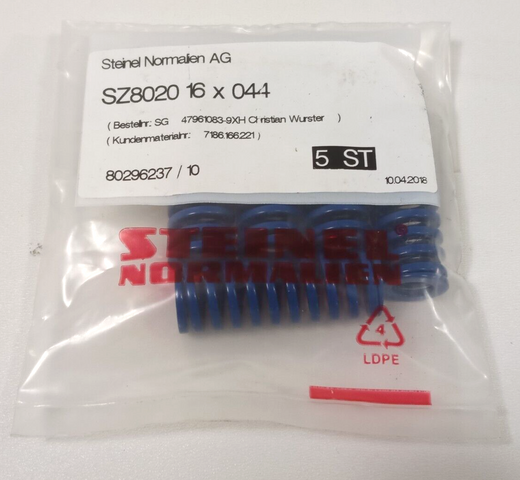 Steinel Normalien AG
SZ8020 16 x 044
( Bestellnr.: SG 47961083-9XH Christian Wurster )
( Kundenmaterialnr: 7186.166.221 )
5 ST
80296237 / 10
10.04.2018
STEINEL®
NORMALIEN
4
LDPE